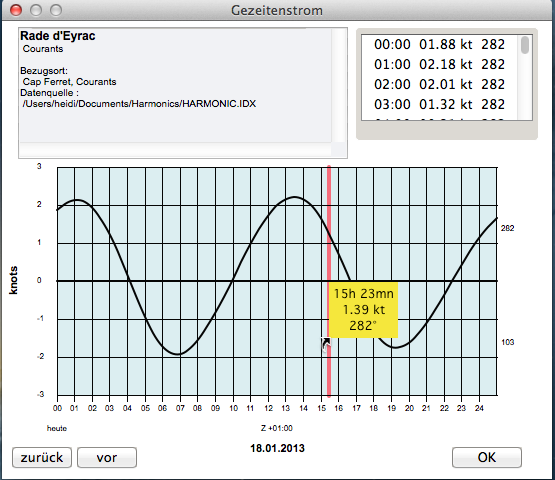 Gezeitenstrom
Rade d'Eyrac
Courants
Bezugsort:
Cap Ferret, Courants
Datenquelle :
/Users/heidi/Documents/Harmonics/HARMONIC.IDX
00:00 01.88 kt 282
01:00 02.18 kt 282
02:00 02.01 kt 282
03:00 01.32 kt 282
3
2
1
0
-1
-2
-3
knots
282
103
15h 23mn
1.39 kt
282°
00 01 02 03 04 05 06 07 08 09 10 11 12 13 14 15 16 17 18 19 20 21 22 23 24
heute
Z +01:00
18.01.2013
zurück
vor
OK